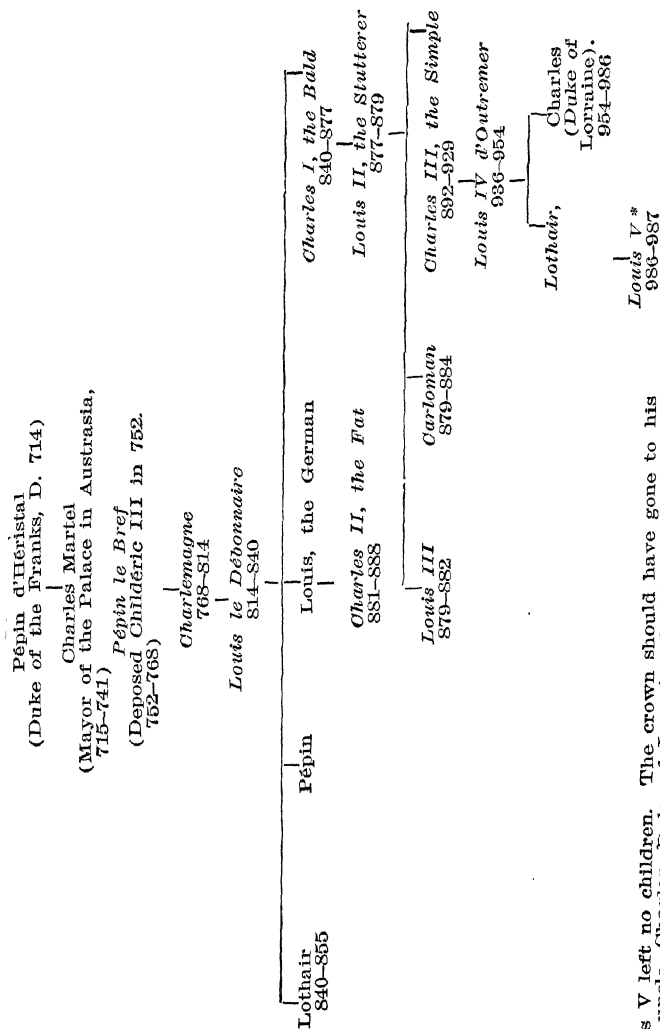 Pépin d'Héristal
(Duke of the Franks, D. 714)
Charles Martel
(Mayor of the Palace in Austrasia,
715–741)
Pépin le Bref
(Deposed Childéric III in 752.
752–768)
Charlemagne
768–814
Louis le Débonnaire
814–840
Lothair
840–855
Pépin
Louis, the German
Charles I, the Bald
840–877
Charles II, the Fat
881–888
Louis II, the Stutterer
877–879
Louis III
879–882
Carloman
879–884
Charles III, the Simple
892–929
Louis IV d'Outremer
936–954
Lothair,
Charles
(Duke of
Lorraine).
954–986
Louis V*
986–987
s V left no children. The crown should have gone to his